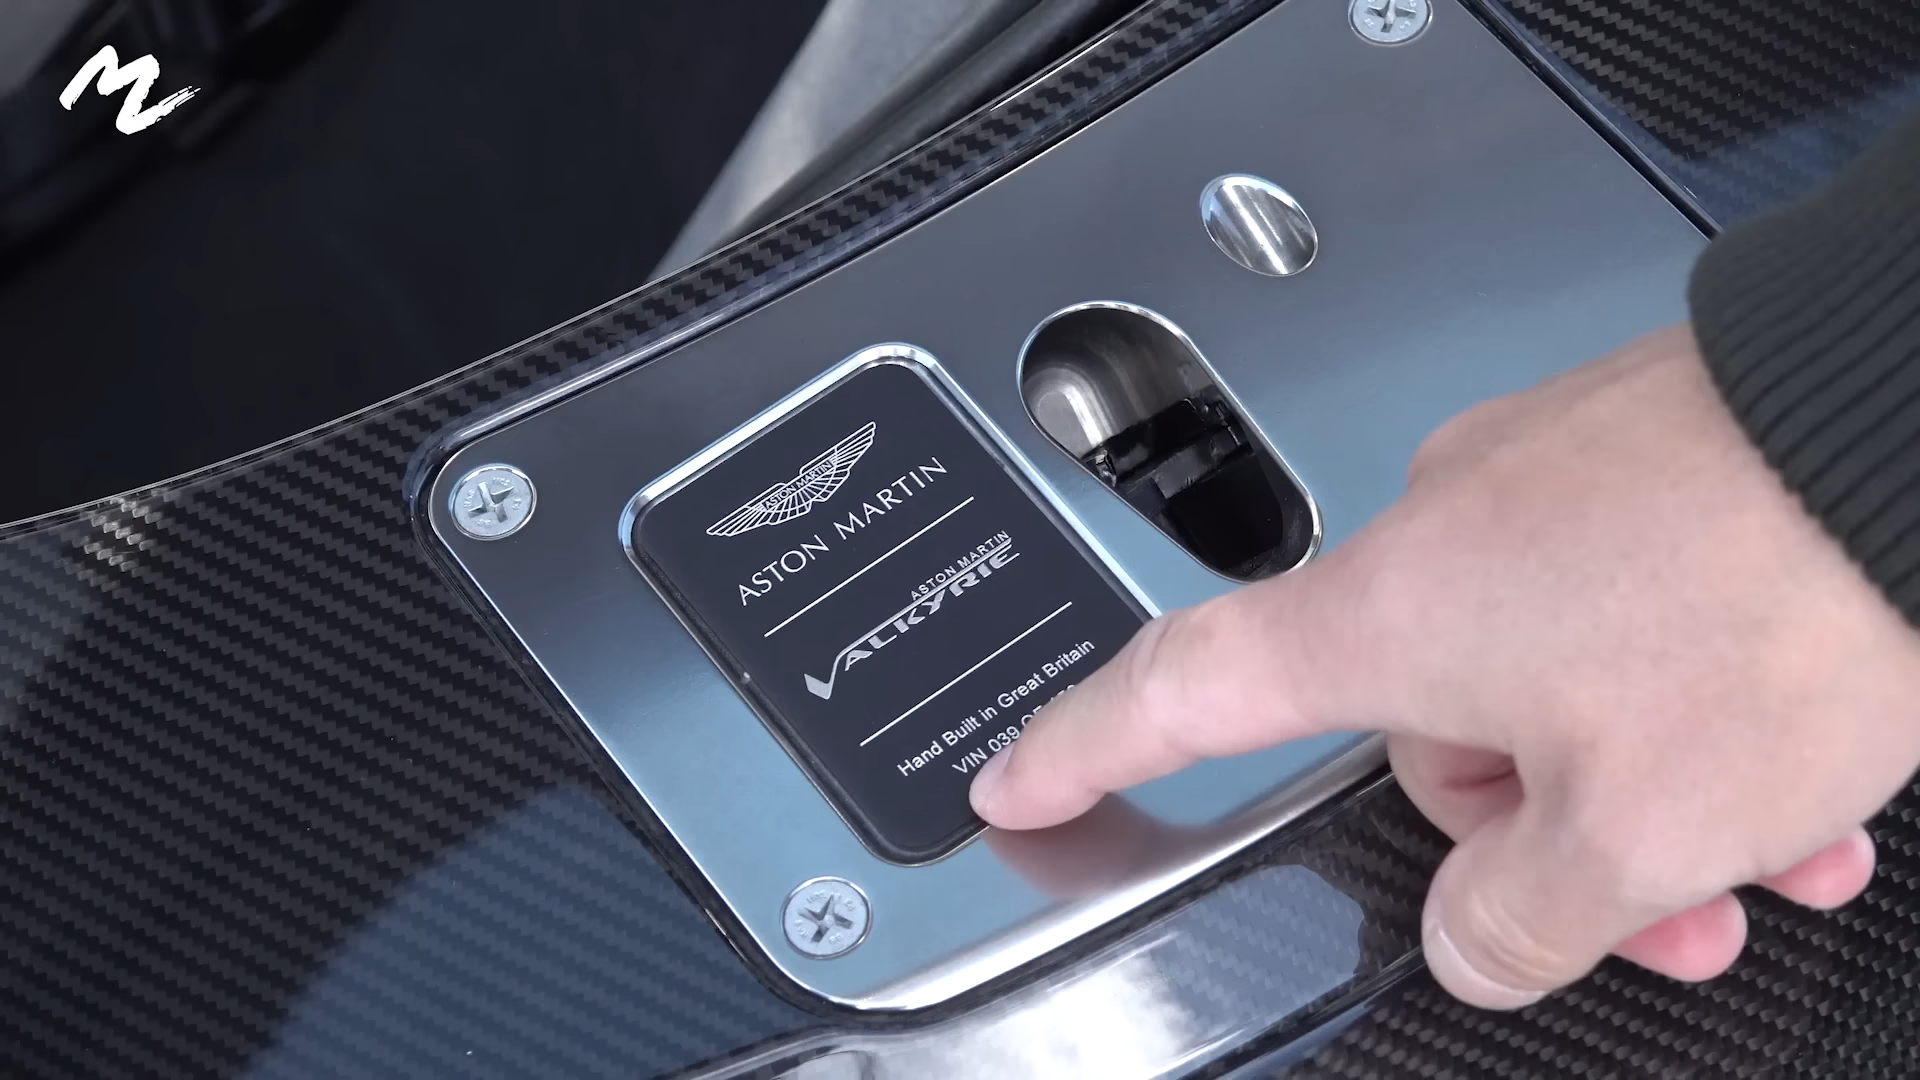 ASTON MARTIN
ASTON MARTIN
ASTON MARTIN
VALKYRIE
Hand Built in Great Britain
VIN 039